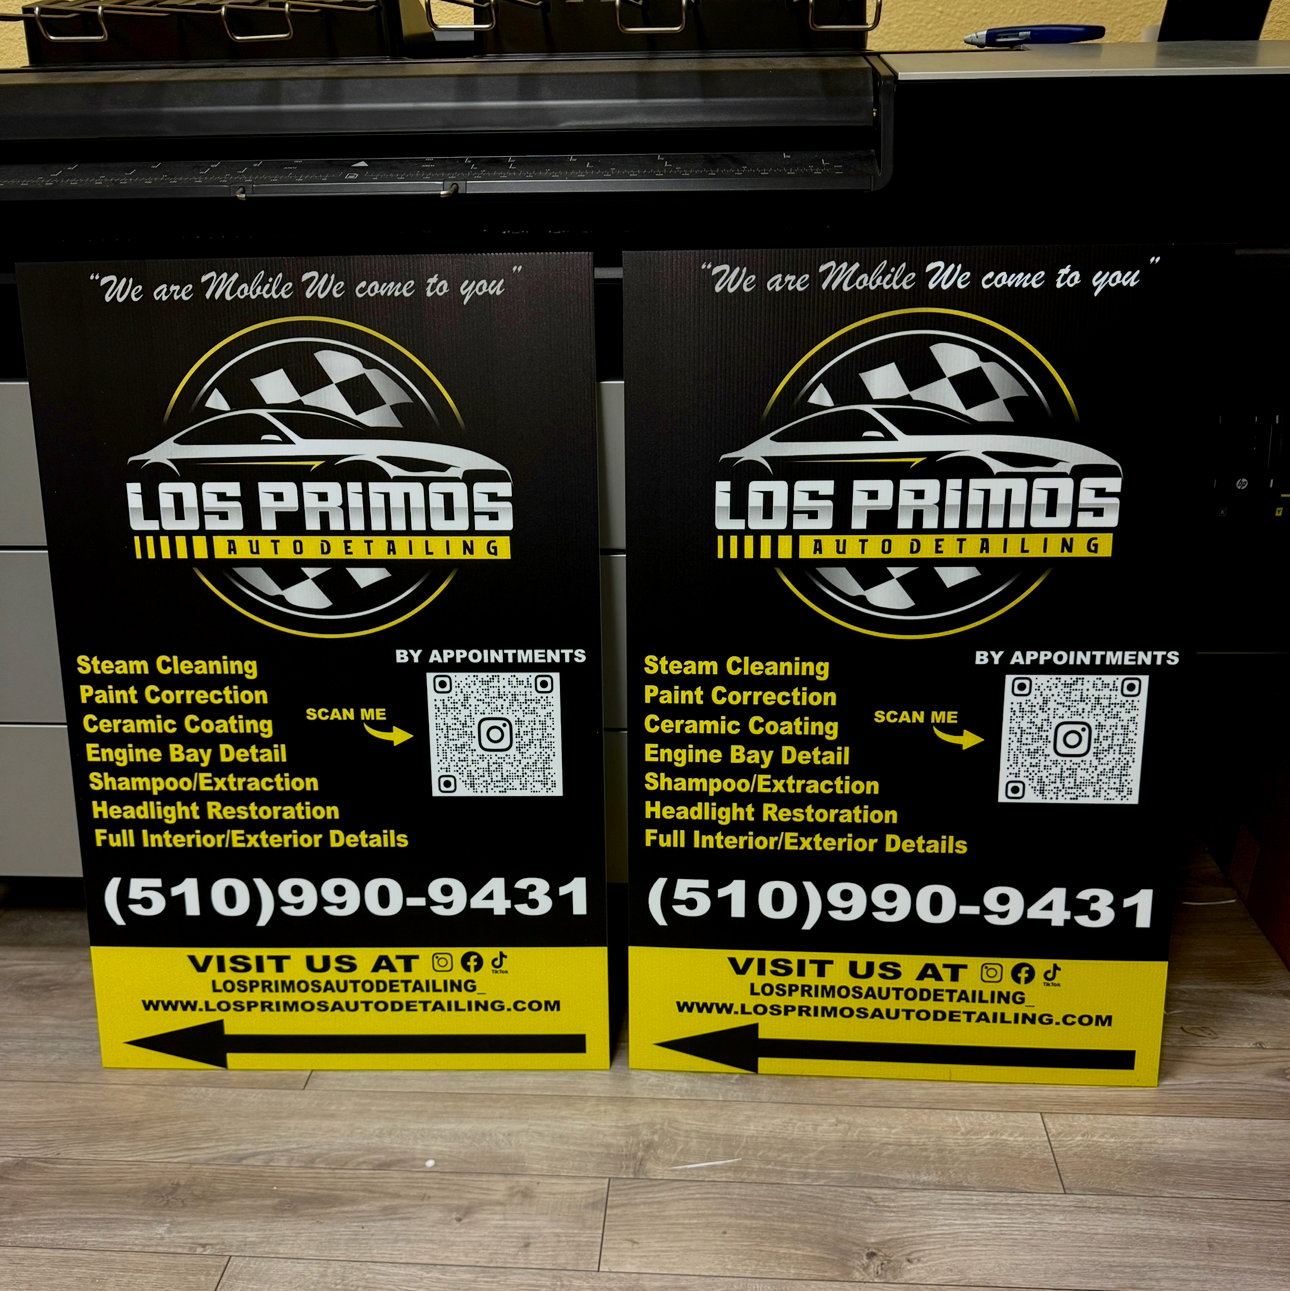 “We are Mobile We come to you”
LOS PRIMOS
AUTO DETAILING
BY APPOINTMENTS
Steam Cleaning
Paint Correction
SCAN ME
Ceramic Coating
Engine Bay Detail
Shampoo/Extraction
Headlight Restoration
Full Interior/Exterior Details
(510)990-9431
VISIT US AT
TikTok
LOSPRIMOSAUTODETAILING_
WWW.LOSPRIMOSAUTODETAILING.COM
“We are Mobile We come to you”
LOS PRIMOS
AUTO DETAILING
BY APPOINTMENTS
Steam Cleaning
Paint Correction
SCAN ME
Ceramic Coating
Engine Bay Detail
Shampoo/Extraction
Headlight Restoration
Full Interior/Exterior Details
(510)990-9431
VISIT US AT
TikTok
LOSPRIMOSAUTODETAILING_
WWW.LOSPRIMOSAUTODETAILING.COM
hp